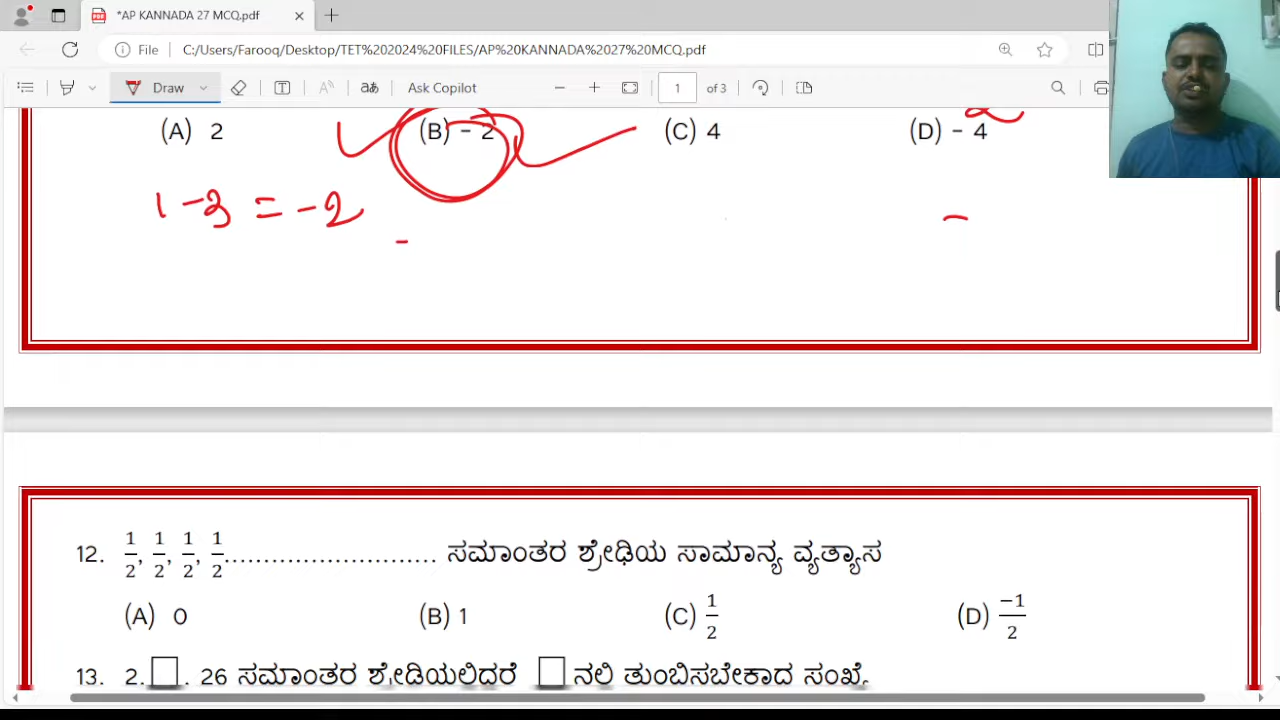 *AP KANNADA 27 MCQ.pdf
File C:/Users/Farooq/Desktop/TET%202024%20FILES/AP%20KANNADA%2027%20MCQ.pdf
Draw Ask Copilot 1 of 3
(A) 2 (B) - 2 (C) 4 (D) - 4
1 - 3 = - 2
12. 1/2, 1/2, 1/2, 1/2........................... ಸಮಾಂತರ ಶ್ರೇಢಿಯ ಸಾಮಾನ್ಯ ವ್ಯತ್ಯಾಸ
(A) 0 (B) 1 (C) 1/2 (D) -1/2
13. 2. □. 26 ಸಮಾಂತರ ಶ್ರೇಢಿಯಲಿದರೆ □ ನಲಿ ತುಂಬಿಸಬೇಕಾದ ಸಂಖ್ಯೆ